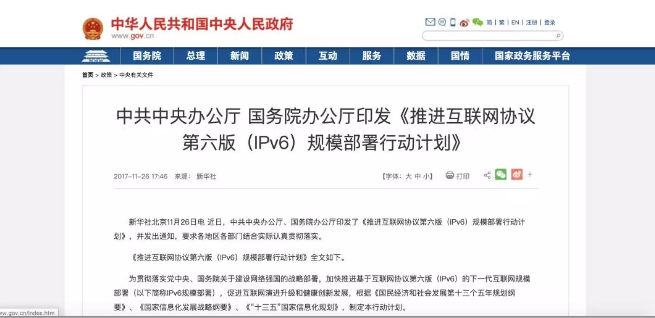 中华人民共和国中央人民政府
www.gov.cn
简 | 繁 | EN | 注册 | 登录
国务院 总理 新闻 政策 互动 服务 数据 国情 国家政务服务平台
首页 > 政策 > 中央有关文件
中共中央办公厅 国务院办公厅印发《推进互联网协议
第六版（IPv6）规模部署行动计划》
2017-11-26 17:46 来源： 新华社 【字体：大 中 小】 打印
新华社北京11月26日电 近日，中共中央办公厅、国务院办公厅印发了《推进互联网协议第六版（IPv6）规模部署行动计
划》，并发出通知，要求各地区各部门结合实际认真贯彻落实。
《推进互联网协议第六版（IPv6）规模部署行动计划》全文如下。
为贯彻落实党中央、国务院关于建设网络强国的战略部署，加快推进基于互联网协议第六版（IPv6）的下一代互联网规模
部署（以下简称IPv6规模部署），促进互联网演进升级和健康创新发展，根据《国民经济和社会发展第十三个五年规划纲
要》、《国家信息化发展战略纲要》、《“十三五”国家信息化规划》，制定本行动计划。
ww.gov.cn/index.htm